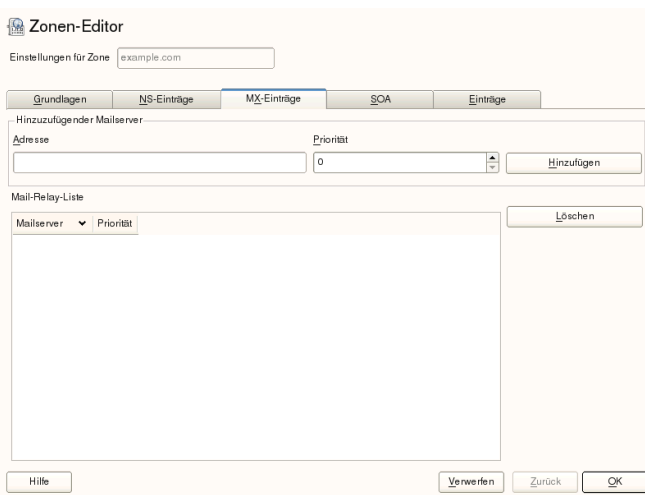 Zonen-Editor
Einstellungen für Zone example.com
Grundlagen NS-Einträge MX-Einträge SOA Einträge
Hinzuzufügender Mailserver
Adresse Priorität
0 Hinzufügen
Mail-Relay-Liste
Löschen
Mailserver Priorität
Hilfe Verwerfen Zurück OK